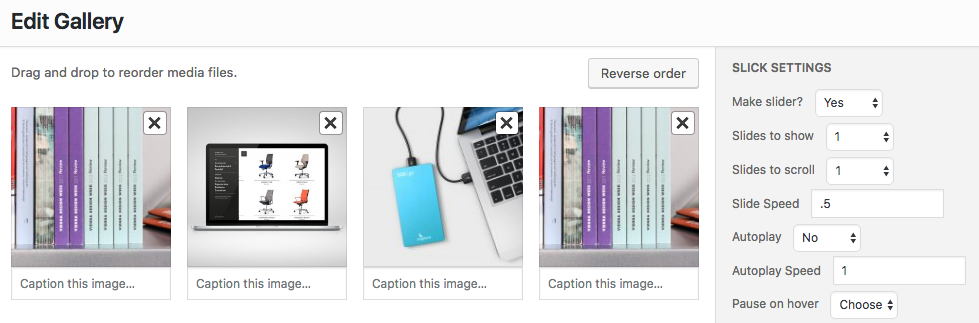 Edit Gallery
Drag and drop to reorder media files.
Reverse order
Caption this image...
Caption this image...
Caption this image...
Caption this image...
SLICK SETTINGS
Make slider? Yes
Slides to show 1
Slides to scroll 1
Slide Speed .5
Autoplay No
Autoplay Speed 1
Pause on hover Choose